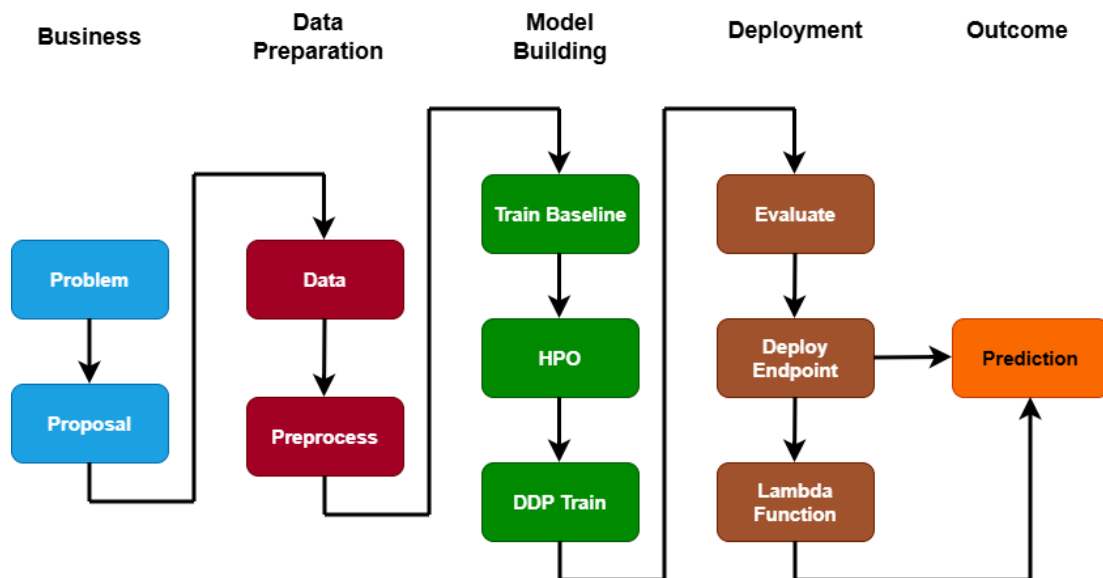 Business
Data
Preparation
Model
Building
Deployment
Outcome
Problem
Proposal
Data
Preprocess
Train Baseline
HPO
DDP Train
Evaluate
Deploy
Endpoint
Lambda
Function
Prediction